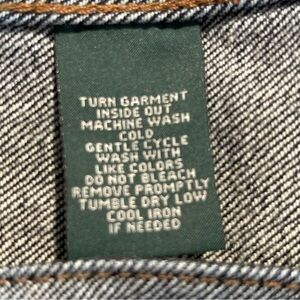 TURN GARMENT
INSIDE OUT
MACHINE WASH
COLD
GENTLE CYCLE
WASH WITH
LIKE COLORS
DO NOT BLEACH
REMOVE PROMPTLY
TUMBLE DRY LOW
COOL IRON
IF NEEDED